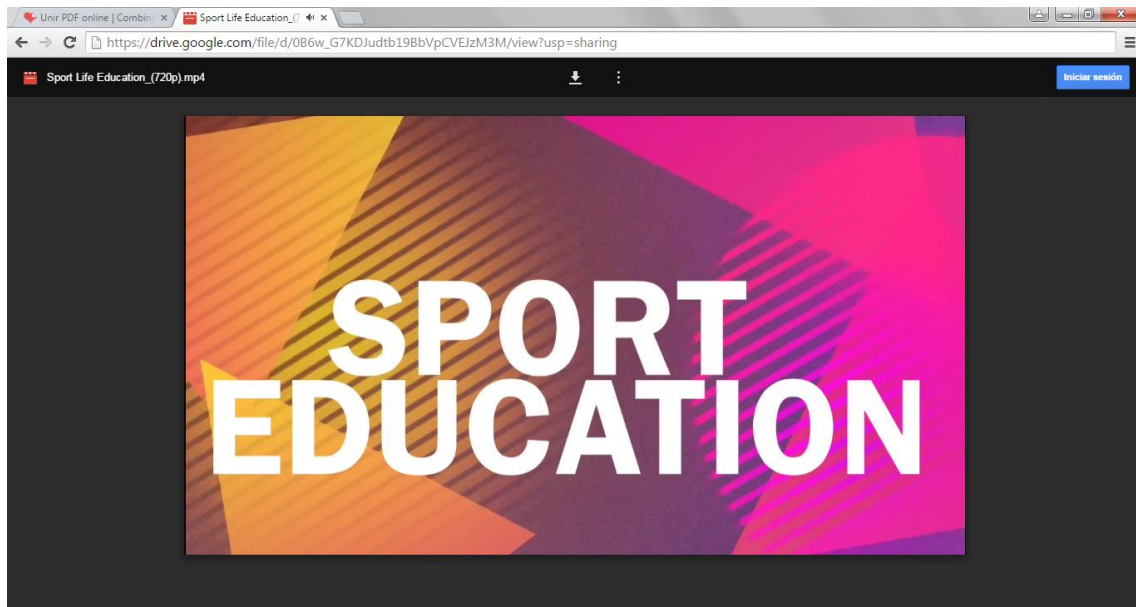 Unir PDF online | Combina
Sport Life Education_(7
https://drive.google.com/file/d/0B6w_G7KDJudtb19BbVpCVEJzM3M/view?usp=sharing
Sport Life Education_(720p).mp4
Iniciar sesión
SPORT
EDUCATION